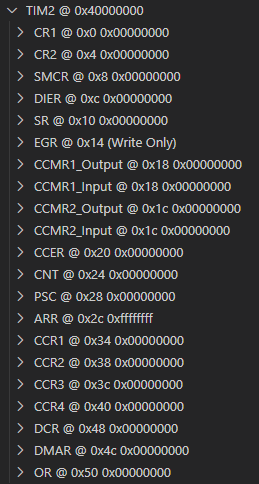 TIM2 @ 0x40000000
CR1 @ 0x0 0x00000000
CR2 @ 0x4 0x00000000
SMCR @ 0x8 0x00000000
DIER @ 0xc 0x00000000
SR @ 0x10 0x00000000
EGR @ 0x14 (Write Only)
CCMR1_Output @ 0x18 0x00000000
CCMR1_Input @ 0x18 0x00000000
CCMR2_Output @ 0x1c 0x00000000
CCMR2_Input @ 0x1c 0x00000000
CCER @ 0x20 0x00000000
CNT @ 0x24 0x00000000
PSC @ 0x28 0x00000000
ARR @ 0x2c 0xffffffff
CCR1 @ 0x34 0x00000000
CCR2 @ 0x38 0x00000000
CCR3 @ 0x3c 0x00000000
CCR4 @ 0x40 0x00000000
DCR @ 0x48 0x00000000
DMAR @ 0x4c 0x00000000
OR @ 0x50 0x00000000